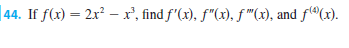 44. If f(x) = 2x² − x³, find f′(x), f″(x), f‴(x), and f⁽⁴⁾(x).